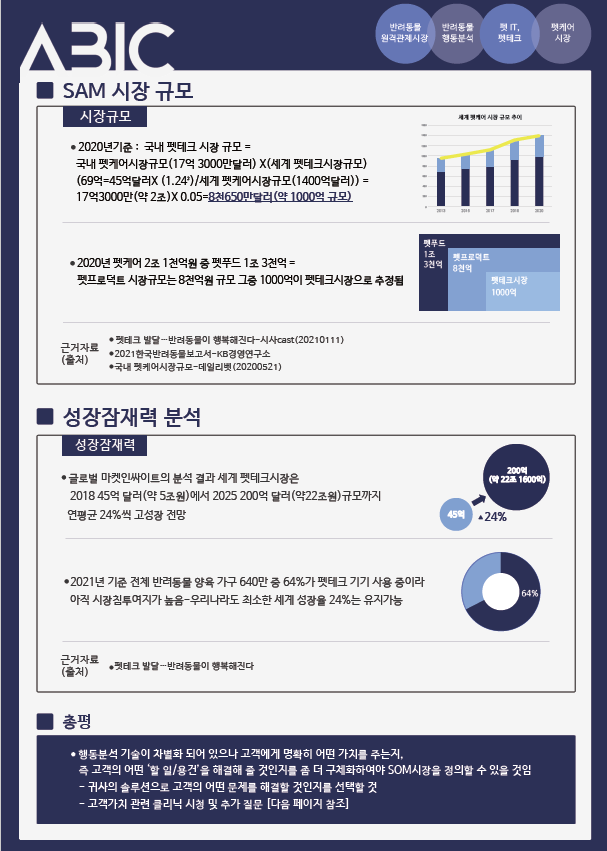 ABIC
반려동물
원격관제시장
반려동물
행동분석
펫 IT,
펫테크
펫케어
시장
SAM 시장 규모
시장규모
•2020년기준 : 국내 펫테크 시장 규모 =
국내 펫케어시장규모(17억 3000만달러) X(세계 펫테크시장규모)
(69억=45억달러X (1.24²)/세계 펫케어시장규모(1400억달러)) =
17억3000만(약 2조)X 0.05=8천650만달러(약 1000억 규모)
세계 펫케어 시장 규모 추이
2015 2016 2017 2018 2020
•2020년 펫케어 2조 1천억원 중 펫푸드 1조 3천억 =
펫프로덕트 시장규모는 8천억원 규모 그중 1000억이 펫테크시장으로 추정됨
펫푸드
1조
3천억
펫프로덕트
8천억
펫테크시장
1000억
근거자료
(출처)
•펫테크 발달…반려동물이 행복해진다-시사cast(20210111)
•2021한국반려동물보고서-KB경영연구소
•국내 펫케어시장규모-데일리벳(20200521)
성장잠재력 분석
성장잠재력
•글로벌 마켓인싸이트의 분석 결과 세계 펫테크시장은
2018 45억 달러(약 5조원)에서 2025 200억 달러(약22조원)규모까지
연평균 24%씩 고성장 전망
200억
(약 22조 1600억)
45억
▲24%
•2021년 기준 전체 반려동물 양육 가구 640만 중 64%가 펫테크 기기 사용 중이라
아직 시장침투여지가 높음-우리나라도 최소한 세계 성장율 24%는 유지가능
64%
근거자료
(출처)
•펫테크 발달…반려동물이 행복해진다
총평
•행동분석 기술이 차별화 되어 있으나 고객에게 명확히 어떤 가치를 주는지,
즉 고객의 어떤 '할 일/용건'을 해결해 줄 것인지를 좀 더 구체화하여야 SOM시장을 정의할 수 있을 것임
- 귀사의 솔루션으로 고객의 어떤 문제를 해결할 것인지를 선택할 것
- 고객가치 관련 클리닉 시청 및 추가 질문 [다음 페이지 참조]